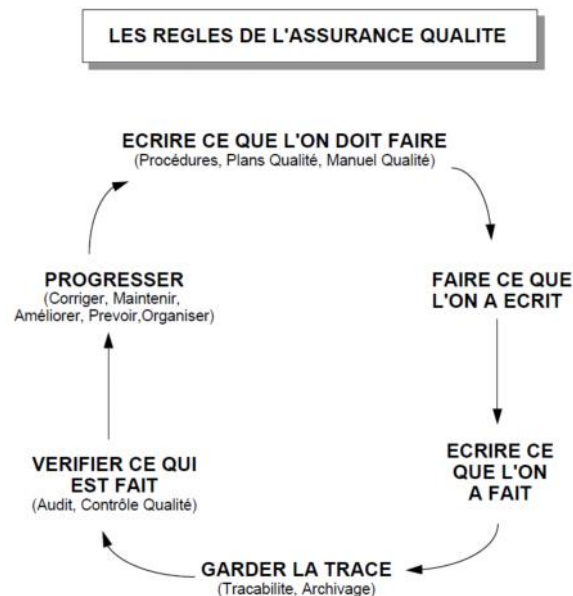 LES REGLES DE L'ASSURANCE QUALITE
ECRIRE CE QUE L'ON DOIT FAIRE
(Procédures, Plans Qualité, Manuel Qualité)
FAIRE CE QUE
L'ON A ECRIT
ECRIRE CE
QUE L'ON
A FAIT
GARDER LA TRACE
(Tracabilite, Archivage)
VERIFIER CE QUI
EST FAIT
(Audit, Contrôle Qualité)
PROGRESSER
(Corriger, Maintenir,
Améliorer, Prevoir,Organiser)